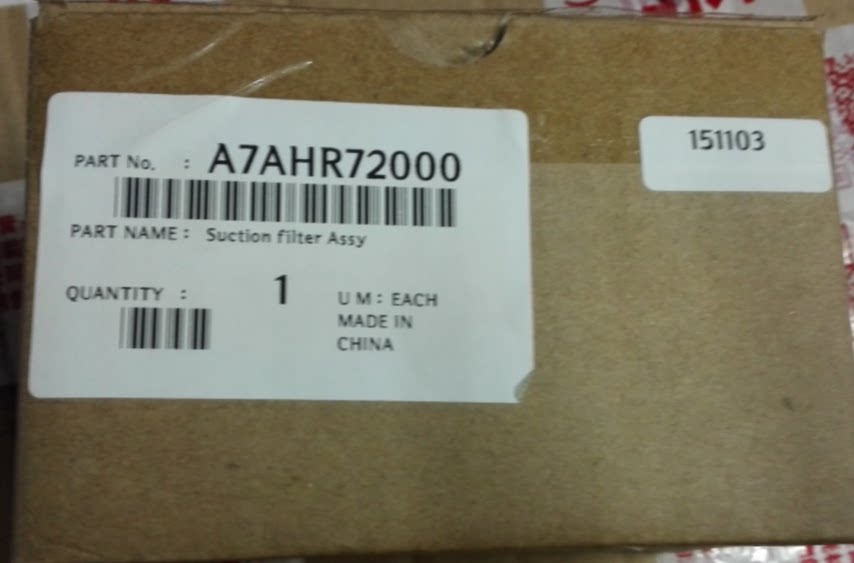 PART No. : A7AHR72000
151103
PART NAME : Suction filter Assy
QUANTITY : 1 U M : EACH
MADE IN
CHINA